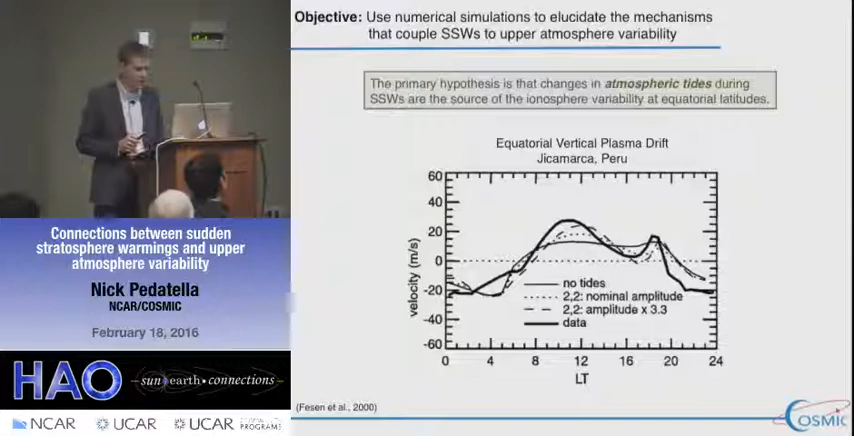 Objective: Use numerical simulations to elucidate the mechanisms
that couple SSWs to upper atmosphere variability
The primary hypothesis is that changes in atmospheric tides during
SSWs are the source of the ionosphere variability at equatorial latitudes.
Equatorial Vertical Plasma Drift
Jicamarca, Peru
60
40
20
0
-20
-40
-60
velocity (m/s)
no tides
2,2: nominal amplitude
2,2: amplitude x 3.3
data
0 4 8 12 16 20 24
LT
(Fesen et al., 2000)
COSMIC
Connections between sudden
stratosphere warmings and upper
atmosphere variability
Nick Pedatella
NCAR/COSMIC
February 18, 2016
HAO
sun earth connections
NCAR UCAR UCAR
PROGRAMS